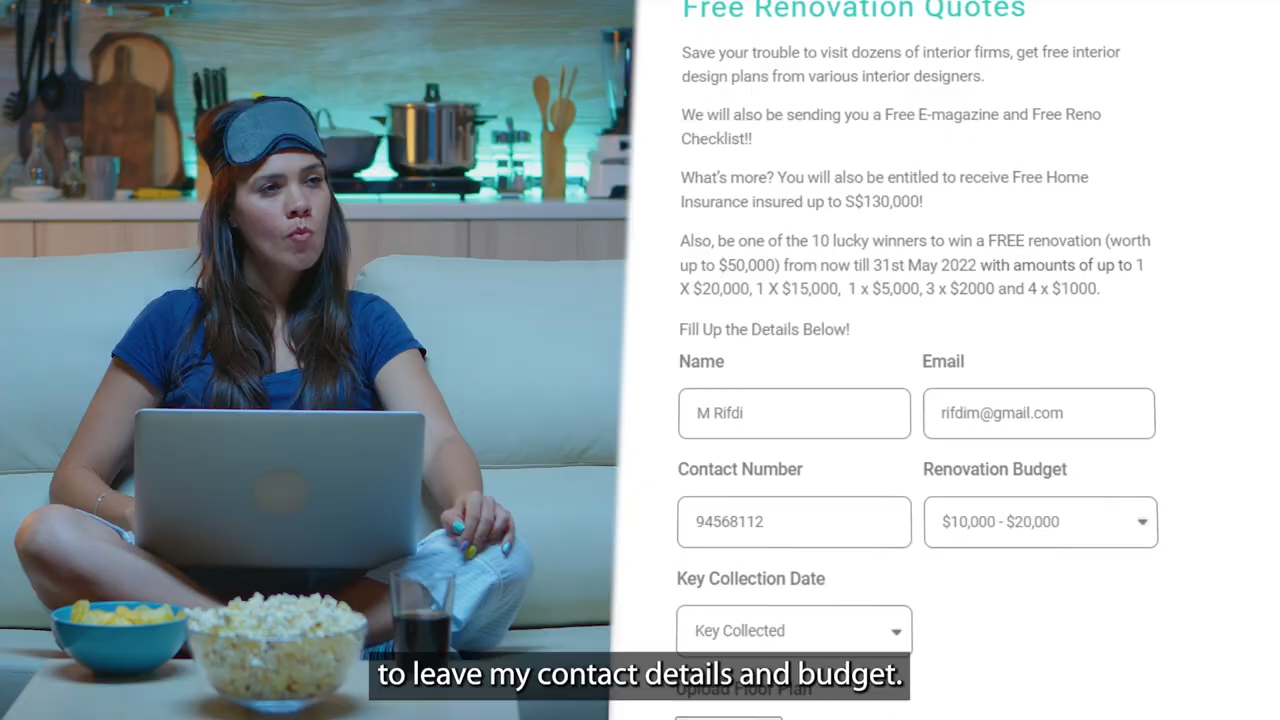 Free Renovation Quotes
Save your trouble to visit dozens of interior firms, get free interior
design plans from various interior designers.
We will also be sending you a Free E-magazine and Free Reno
Checklist!!
What's more? You will also be entitled to receive Free Home
Insurance insured up to S$130,000!
Also, be one of the 10 lucky winners to win a FREE renovation (worth
up to $50,000) from now till 31st May 2022 with amounts of up to 1
X $20,000, 1 X $15,000, 1 x $5,000, 3 x $2000 and 4 x $1000.
Fill Up the Details Below!
Name Email
M Rifdi rifdim@gmail.com
Contact Number Renovation Budget
94568112 $10,000 - $20,000
Key Collection Date
Key Collected
to leave my contact details and budget.
Upload Floor Plan